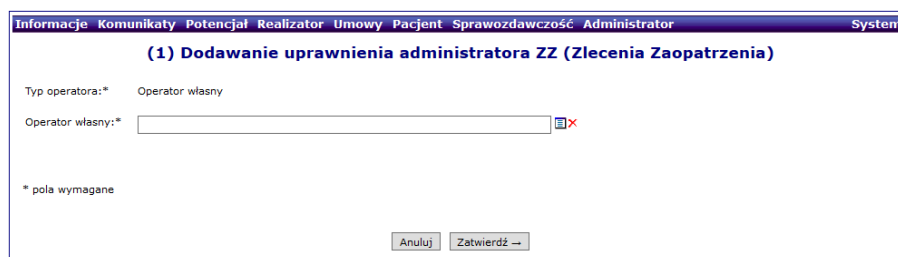 Informacje Komunikaty Potencjał Realizator Umowy Pacjent Sprawozdawczość Administrator System
(1) Dodawanie uprawnienia administratora ZZ (Zlecenia Zaopatrzenia)
Typ operatora:* Operator własny
Operator własny:*
* pola wymagane
Anuluj Zatwierdź →